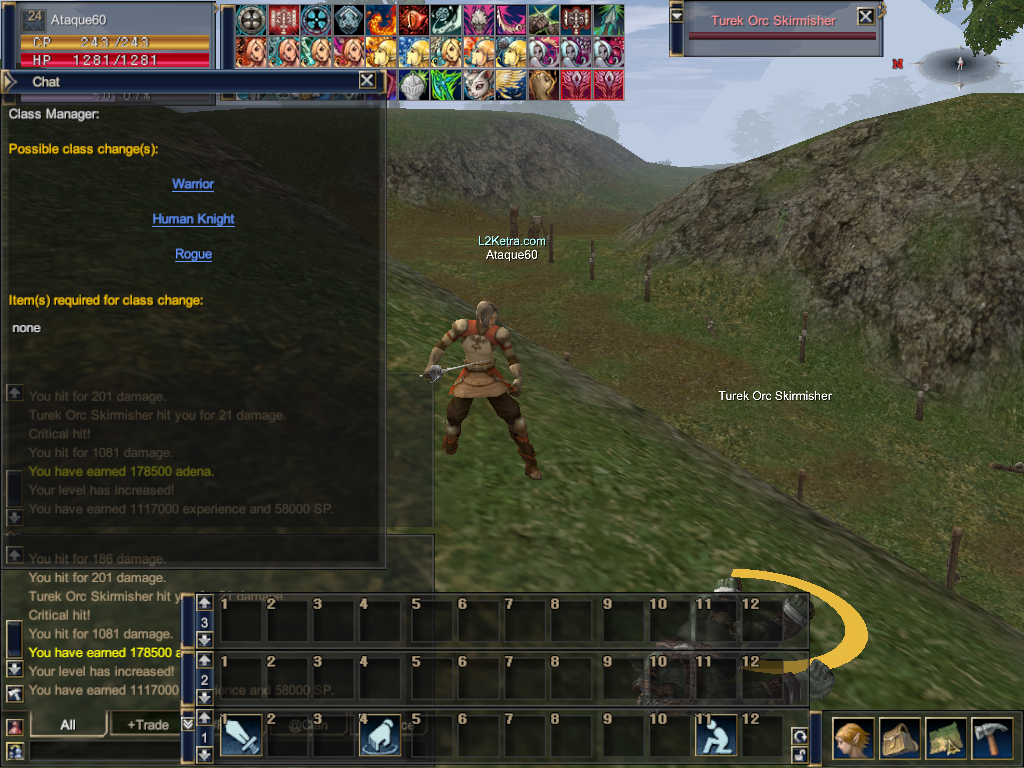 24 Ataque60
CP 243/243
HP 1281/1281
Chat
Class Manager:
Possible class change(s):
Warrior
Human Knight
Rogue
Item(s) required for class change:
none
You hit for 201 damage.
Turek Orc Skirmisher hit you for 21 damage.
Critical hit!
You hit for 1081 damage.
You have earned 178500 adena.
Your level has increased!
You have earned 1117000 experience and 58000 SP.
You hit for 186 damage.
You hit for 201 damage.
Turek Orc Skirmisher hit y 21 damage.
Critical hit!
You hit for 1081 damage.
You have earned 178500 a
Your level has increased!
You have earned 1117000 ence and 58000 SP.
All +Trade
Turek Orc Skirmisher
M
L2Ketra.com
Ataque60
Turek Orc Skirmisher
3 1 2 3 4 5 6 7 8 9 10 11 12
2 1 2 3 4 5 6 7 8 9 10 11 12
1 1 2 3 4 5 6 7 8 9 10 11 12